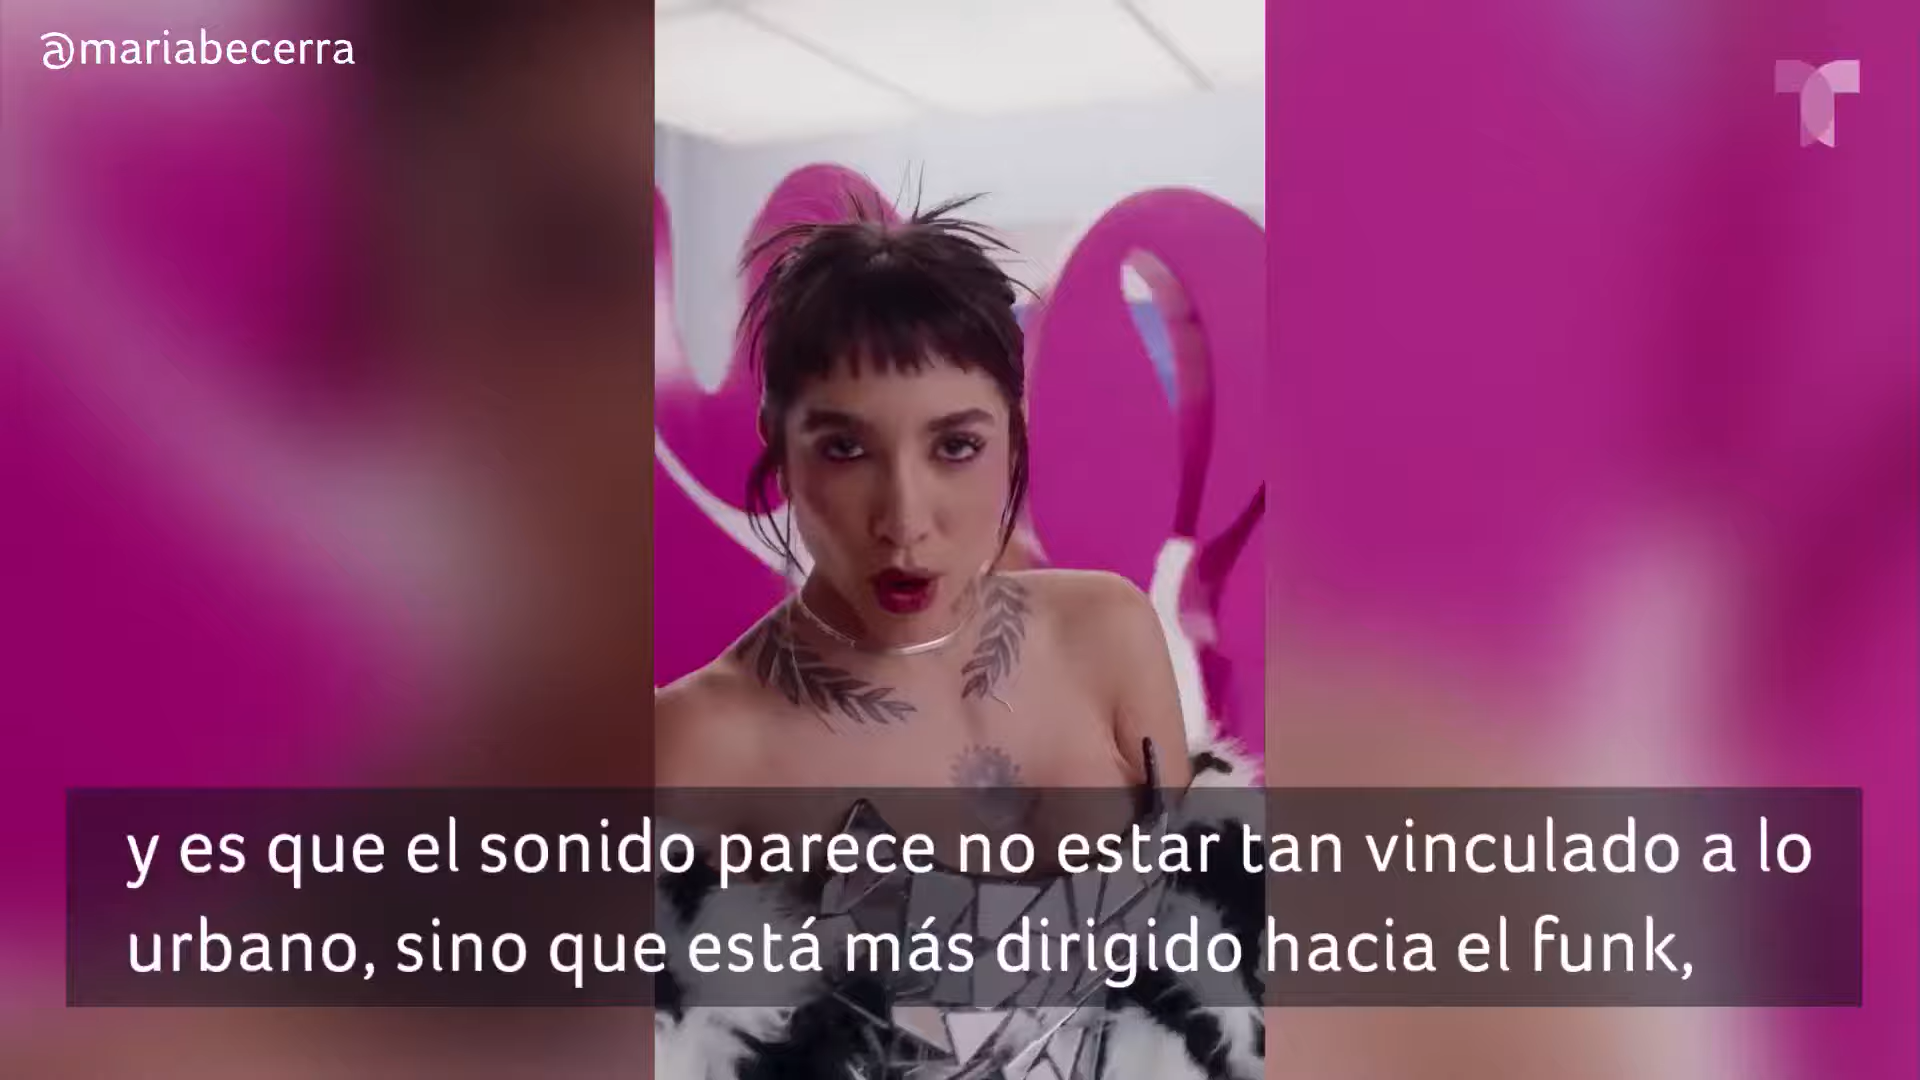 @mariabecerra
y es que el sonido parece no estar tan vinculado a lo
urbano, sino que está más dirigido hacia el funk,